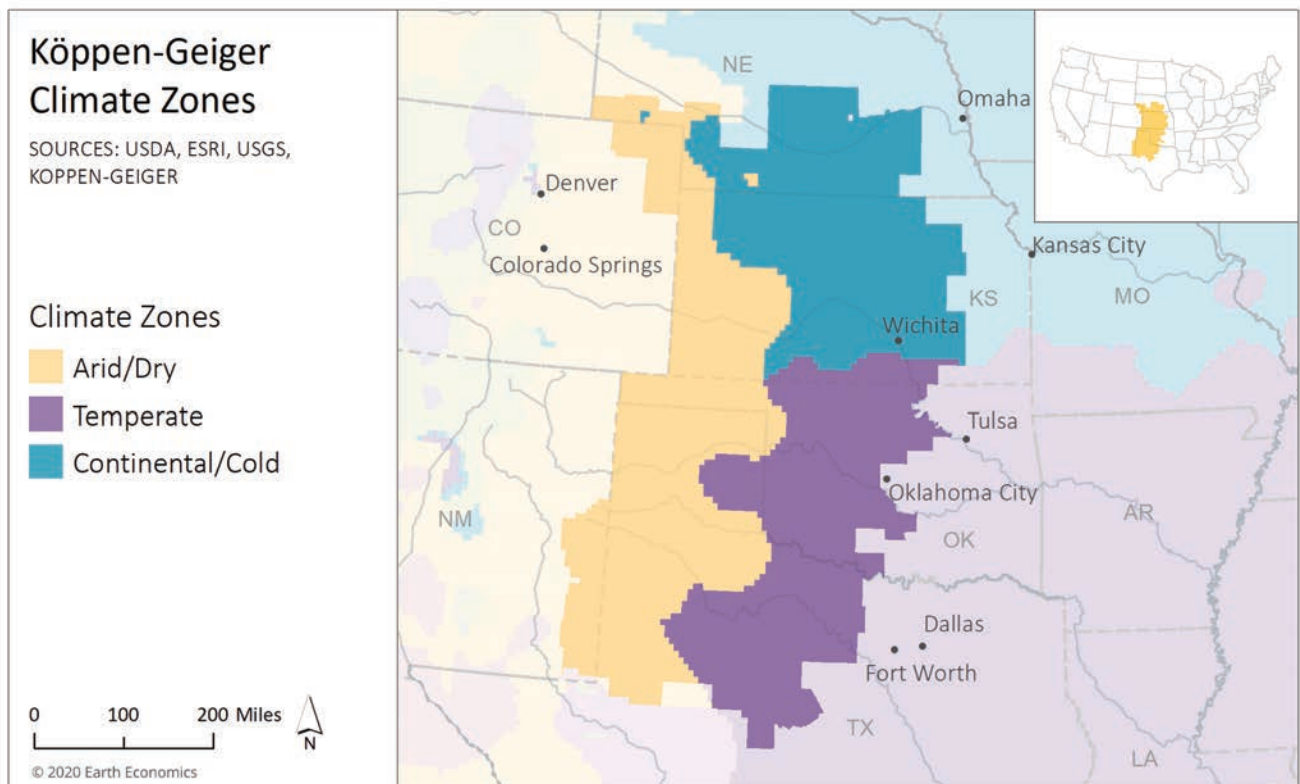 Köppen-Geiger
Climate Zones
SOURCES: USDA, ESRI, USGS,
KOPPEN-GEIGER
Climate Zones
Arid/Dry
Temperate
Continental/Cold
0 100 200 Miles
N
© 2020 Earth Economics
NE
Omaha
Denver
CO
Colorado Springs
Kansas City
KS
MO
Wichita
Tulsa
Oklahoma City
NM
AR
OK
Dallas
Fort Worth
TX
LA